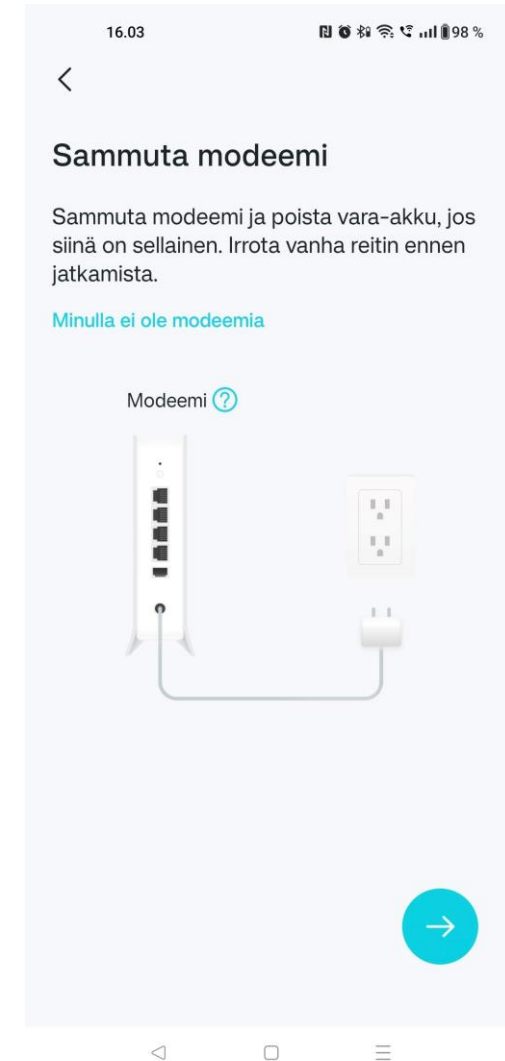 16.03 98 %
Sammuta modeemi
Sammuta modeemi ja poista vara-akku, jos
siinä on sellainen. Irrota vanha reitin ennen
jatkamista.
Minulla ei ole modeemia
Modeemi ?